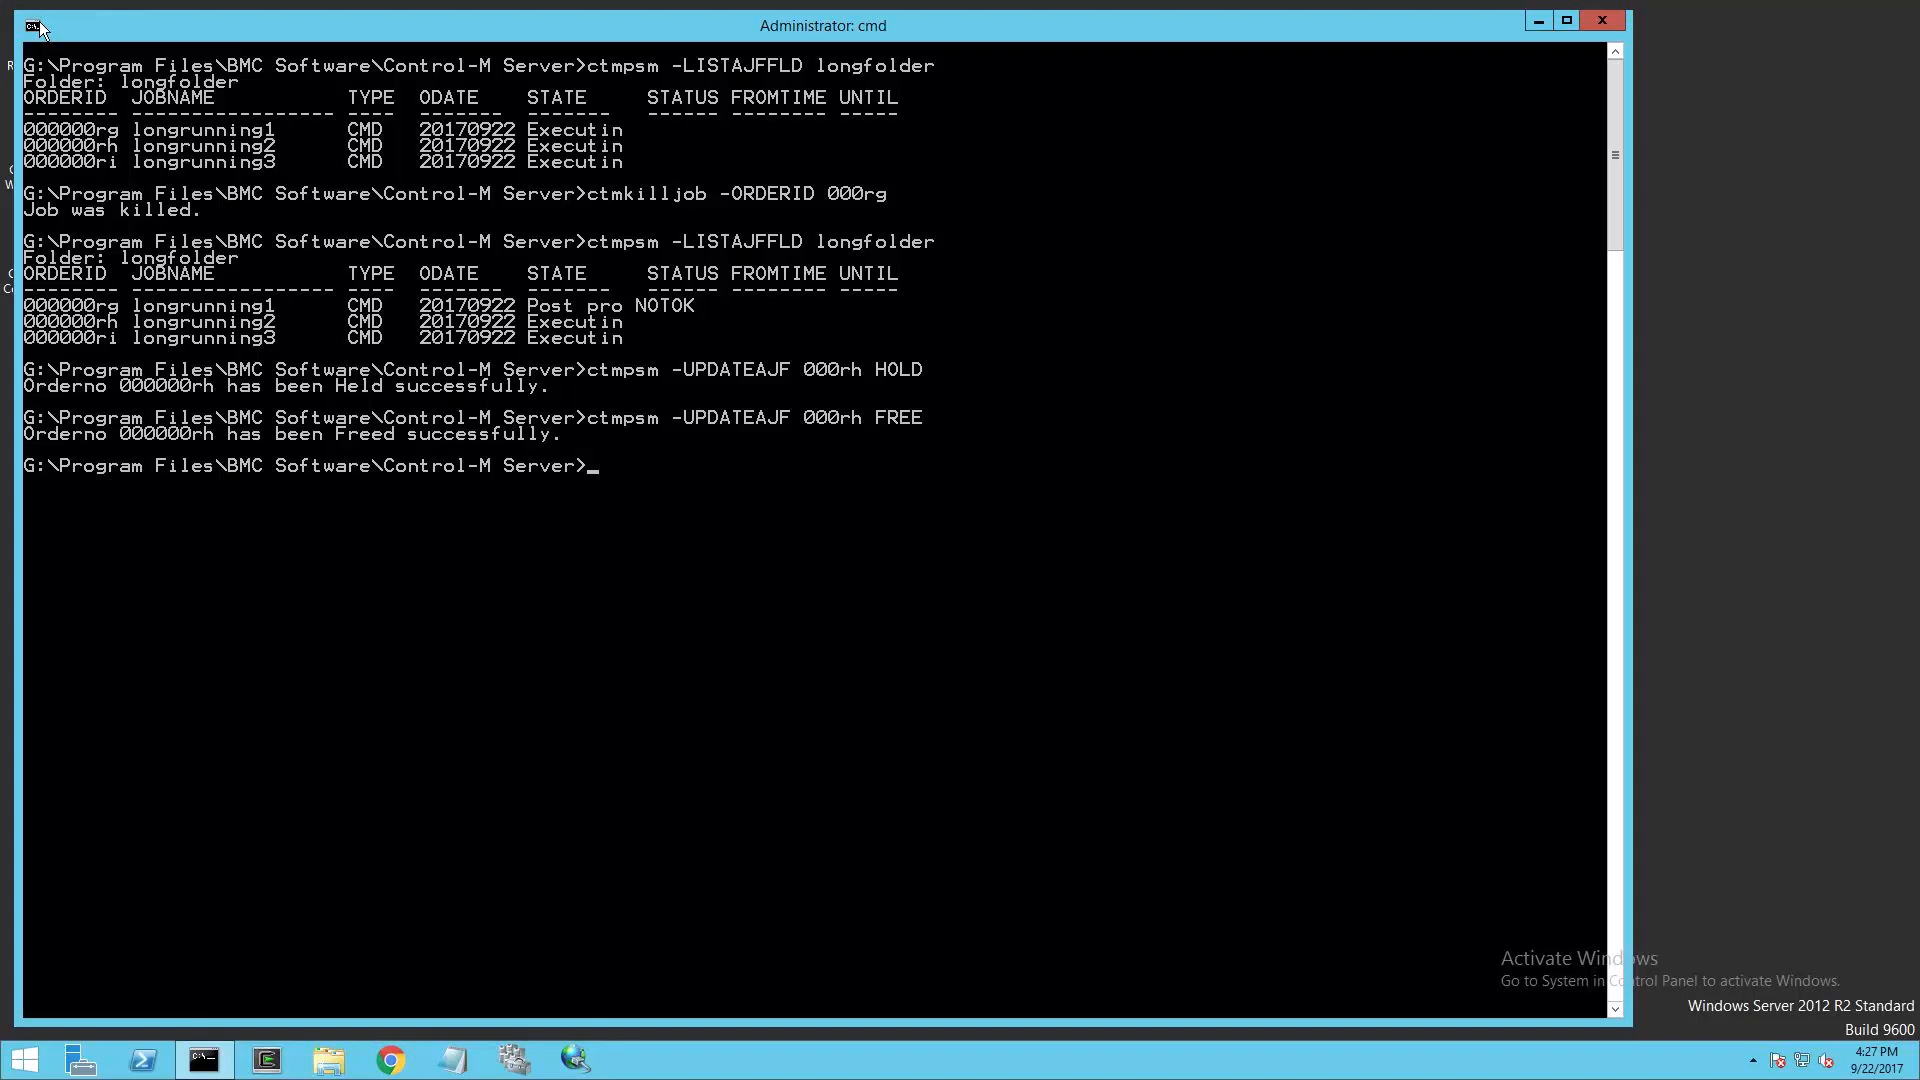 Administrator: cmd
G:\Program Files\BMC Software\Control-M Server>ctmpsm -LISTAJFFLD longfolder
Folder: longfolder
ORDERID JOBNAME TYPE ODATE STATE STATUS FROMTIME UNTIL
-------- ----------------- ---- ------- ------- ------ -------- -----
000000rg longrunning1 CMD 20170922 Executin
000000rh longrunning2 CMD 20170922 Executin
000000ri longrunning3 CMD 20170922 Executin
G:\Program Files\BMC Software\Control-M Server>ctmkilljob -ORDERID 000rg
Job was killed.
G:\Program Files\BMC Software\Control-M Server>ctmpsm -LISTAJFFLD longfolder
Folder: longfolder
ORDERID JOBNAME TYPE ODATE STATE STATUS FROMTIME UNTIL
-------- ----------------- ---- ------- ------- ------ -------- -----
000000rg longrunning1 CMD 20170922 Post pro NOTOK
000000rh longrunning2 CMD 20170922 Executin
000000ri longrunning3 CMD 20170922 Executin
G:\Program Files\BMC Software\Control-M Server>ctmpsm -UPDATEAJF 000rh HOLD
Orderno 000000rh has been Held successfully.
G:\Program Files\BMC Software\Control-M Server>ctmpsm -UPDATEAJF 000rh FREE
Orderno 000000rh has been Freed successfully.
G:\Program Files\BMC Software\Control-M Server>_
Activate Windows
Go to System in Control Panel to activate Windows.
Windows Server 2012 R2 Standard
Build 9600
4:27 PM
9/22/2017